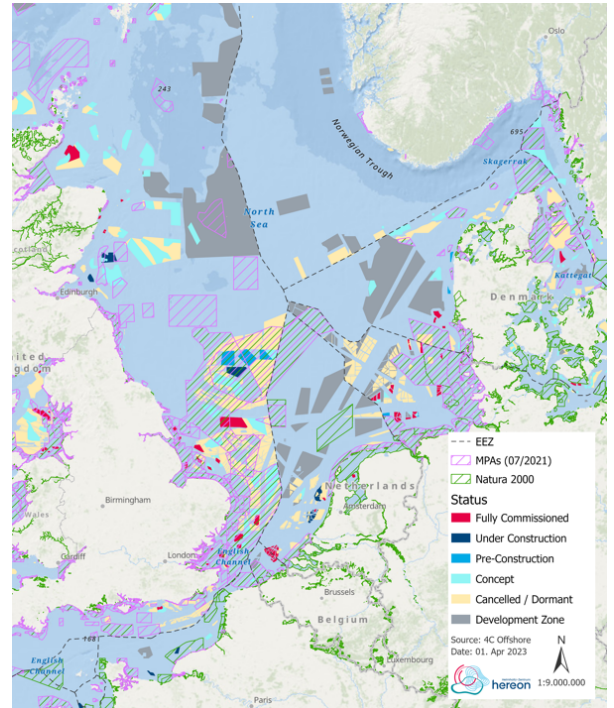 Oslo
243
Norwegian Trough
695
Skagerrak
North
Sea
Kattegat
Edinburgh
Denmark
Birmingham
Wales
Netherlands
Amsterdam
Cardiff
London
English
Channel
Brussels
Belgium
English
Channel
Luxembourg
Paris
EEZ
MPAs (07/2021)
Natura 2000
Status
Fully Commissioned
Under Construction
Pre-Construction
Concept
Cancelled / Dormant
Development Zone
Source: 4C Offshore
Date: 01. Apr 2023
N
hereon
1:9.000.000